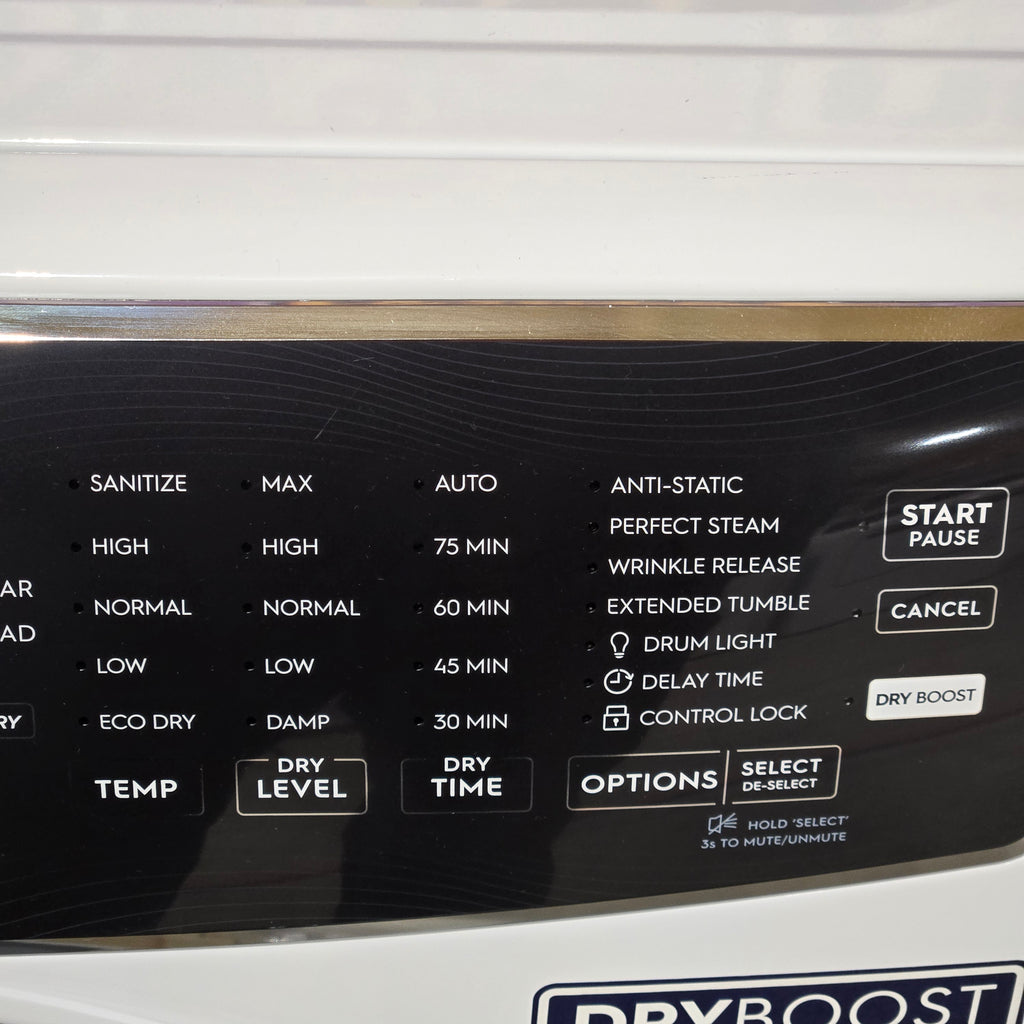 SANITIZE
HIGH
NORMAL
LOW
ECO DRY
TEMP
MAX
HIGH
NORMAL
LOW
DAMP
DRY
LEVEL
AUTO
75 MIN
60 MIN
45 MIN
30 MIN
DRY
TIME
ANTI-STATIC
PERFECT STEAM
WRINKLE RELEASE
EXTENDED TUMBLE
DRUM LIGHT
DELAY TIME
CONTROL LOCK
OPTIONS
SELECT
DE-SELECT
HOLD 'SELECT'
3s TO MUTE/UNMUTE
START
PAUSE
CANCEL
DRY BOOST
DRYBOOST